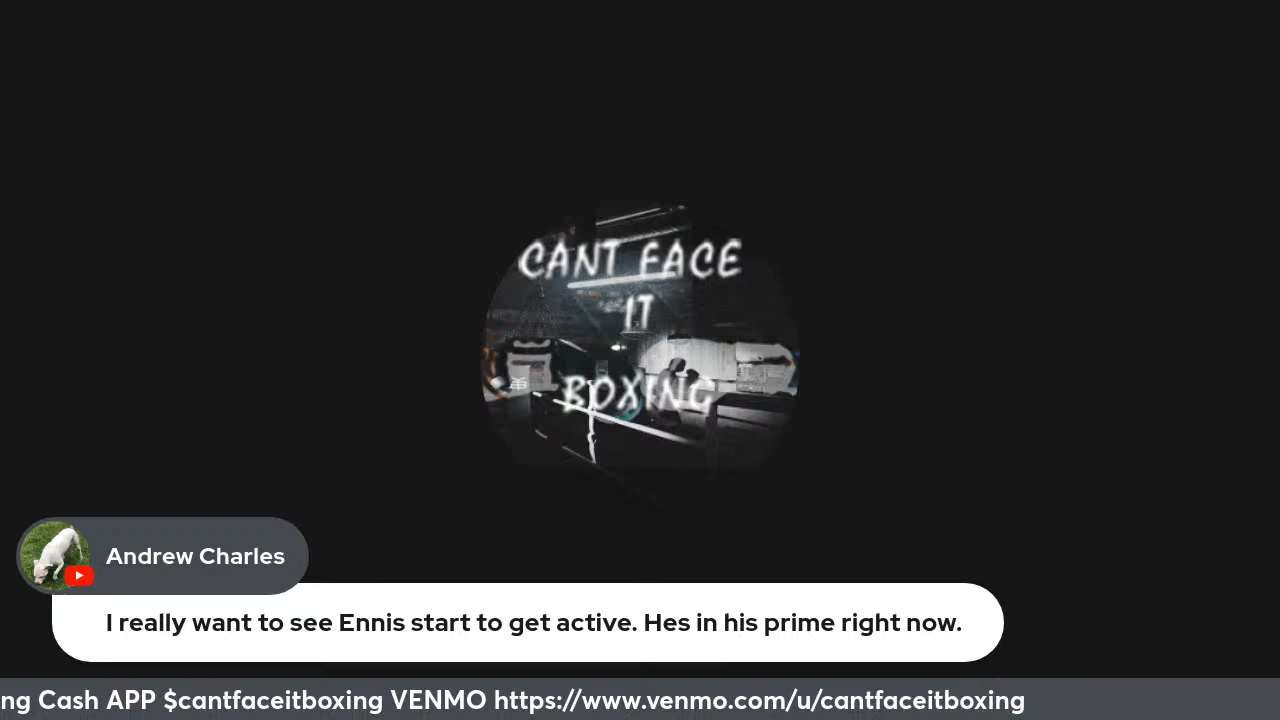 CANT FACE
IT
BOXING
Andrew Charles
I really want to see Ennis start to get active. Hes in his prime right now.
ng Cash APP $cantfaceitboxing VENMO https://www.venmo.com/u/cantfaceitboxing